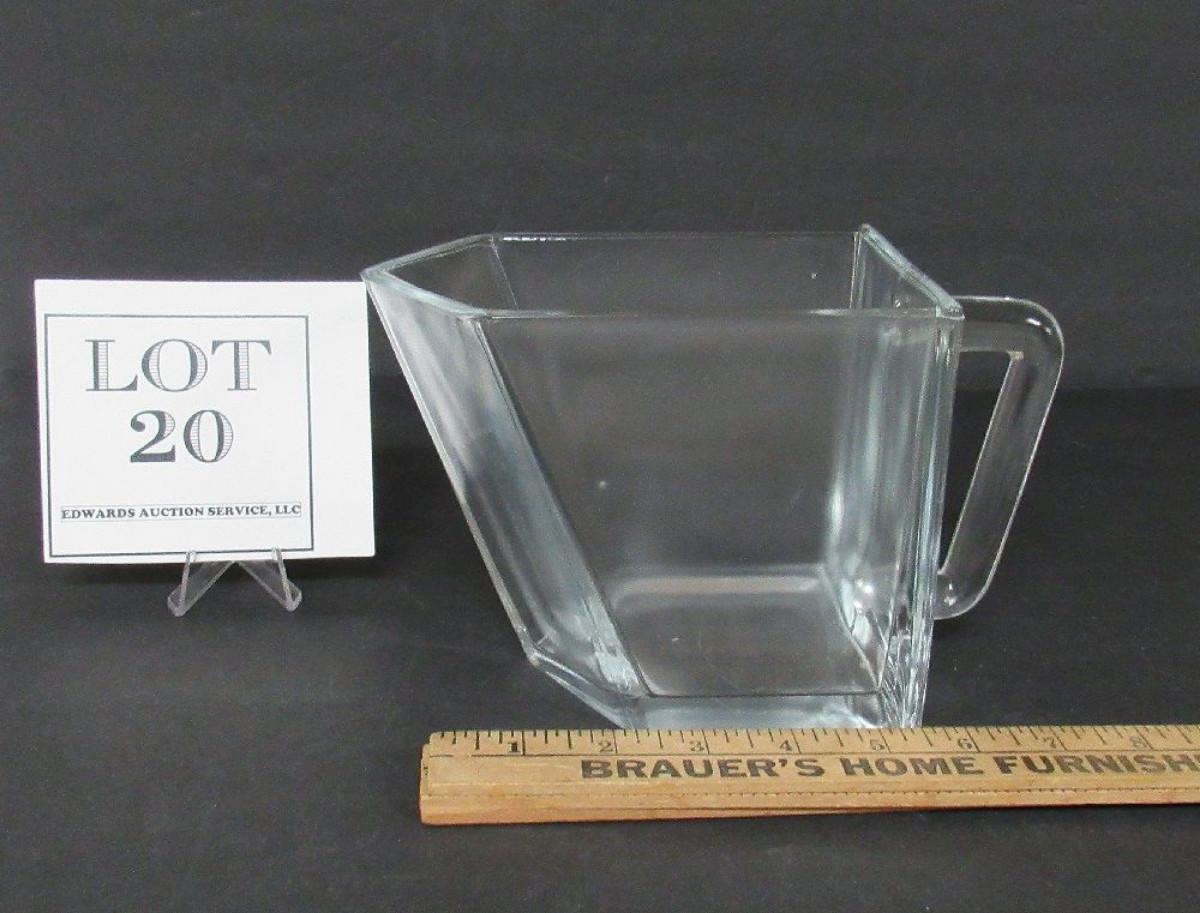 LOT
20
EDWARDS AUCTION SERVICE, LLC
1 2 3 4 5 6 7 8
BRAUER'S HOME FURNISH